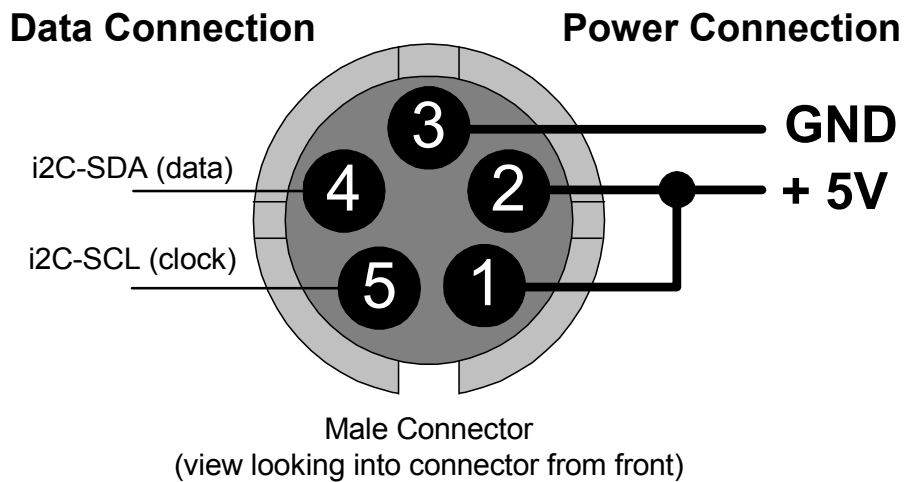 Data Connection
Power Connection
3
GND
i2C-SDA (data)
4
2
+ 5V
i2C-SCL (clock)
5
1
Male Connector
(view looking into connector from front)